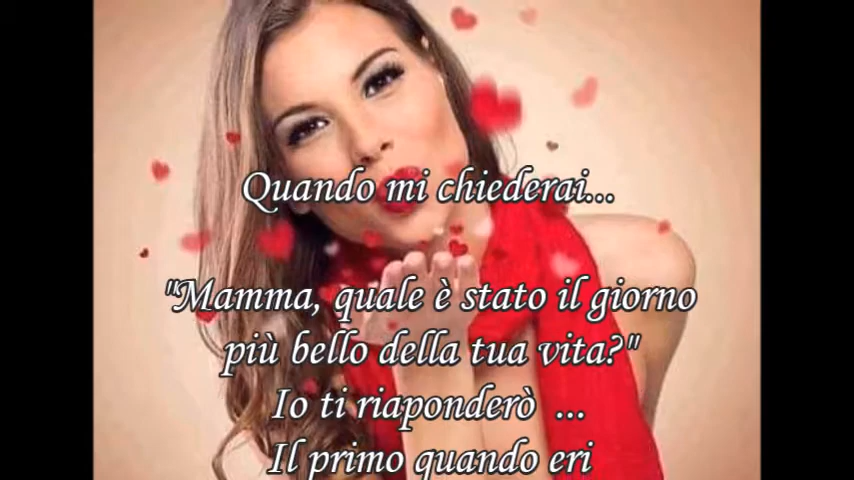 Quando mi chiederai...
"Mamma, quale è stato il giorno
più bello della tua vita?"
Io ti riaponderò ...
Il primo quando eri